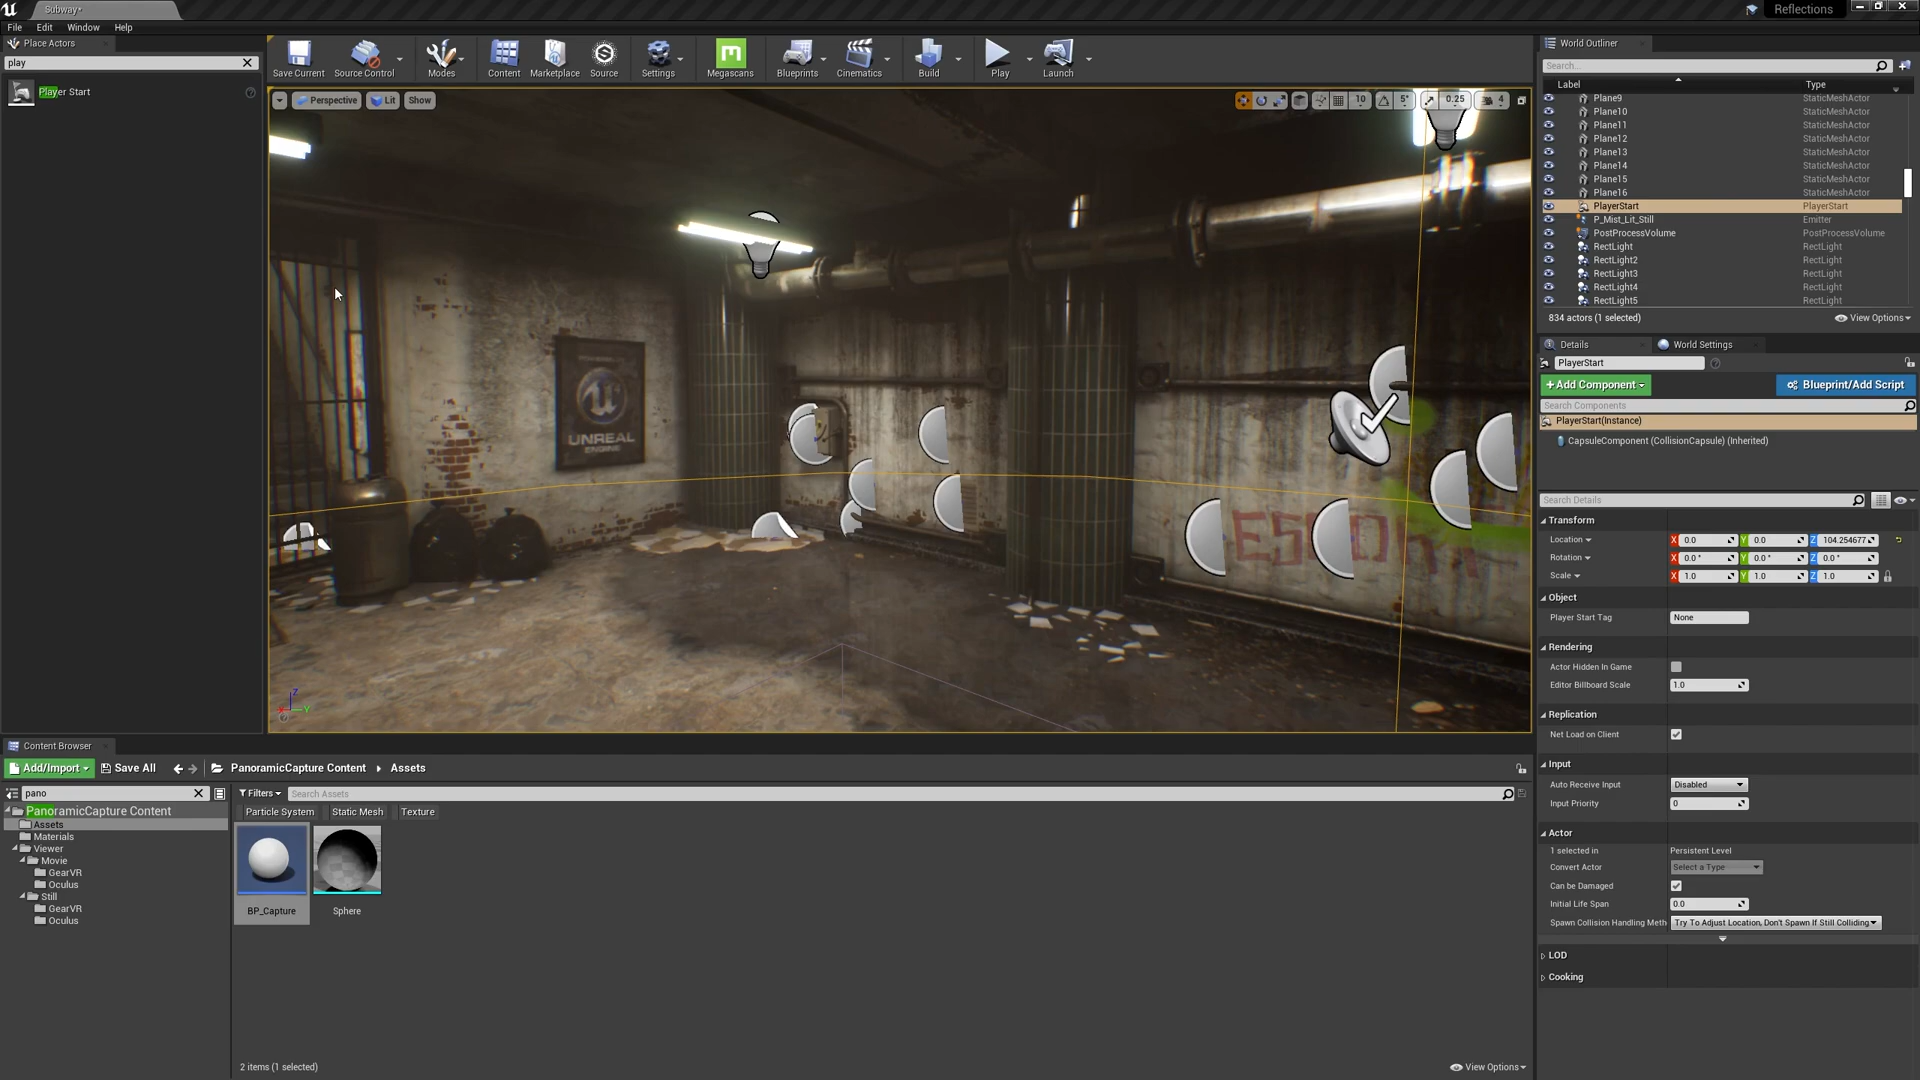 Subway*
Reflections
File Edit Window Help
Place Actors
play
Player Start
Save Current
Source Control
Modes
Content
Marketplace
Source
Settings
Megascans
Blueprints
Cinematics
Build
Play
Launch
Perspective
Lit
Show
10
5°
0.25
4
UNREAL
ENGINE
Z
Y
World Outliner
Search...
Label Type
Plane9 StaticMeshActor
Plane10 StaticMeshActor
Plane11 StaticMeshActor
Plane12 StaticMeshActor
Plane13 StaticMeshActor
Plane14 StaticMeshActor
Plane15 StaticMeshActor
Plane16 StaticMeshActor
PlayerStart PlayerStart
P_Mist_Lit_Still Emitter
PostProcessVolume PostProcessVolume
RectLight RectLight
RectLight2 RectLight
RectLight3 RectLight
RectLight4 RectLight
RectLight5 RectLight
834 actors (1 selected)
View Options
Details
World Settings
PlayerStart
+Add Component
Blueprint/Add Script
Search Components
PlayerStart(Instance)
CapsuleComponent (CollisionCapsule) (Inherited)
Search Details
Transform
Location X 0.0 Y 0.0 Z 104.254677
Rotation X 0.0° Y 0.0° Z 0.0°
Scale X 1.0 Y 1.0 Z 1.0
Object
Player Start Tag None
Rendering
Actor Hidden In Game
Editor Billboard Scale 1.0
Replication
Net Load on Client
Input
Auto Receive Input Disabled
Input Priority 0
Actor
1 selected in Persistent Level
Convert Actor Select a Type
Can be Damaged
Initial Life Span 0.0
Spawn Collision Handling Meth Try To Adjust Location, Don't Spawn If Still Colliding
LOD
Cooking
Content Browser
Add/Import
Save All
PanoramicCapture Content
Assets
pano
Filters
Search Assets
Particle System
Static Mesh
Texture
PanoramicCapture Content
Assets
Materials
Viewer
Movie
GearVR
Oculus
Still
GearVR
Oculus
BP_Capture
Sphere
2 items (1 selected)
View Options